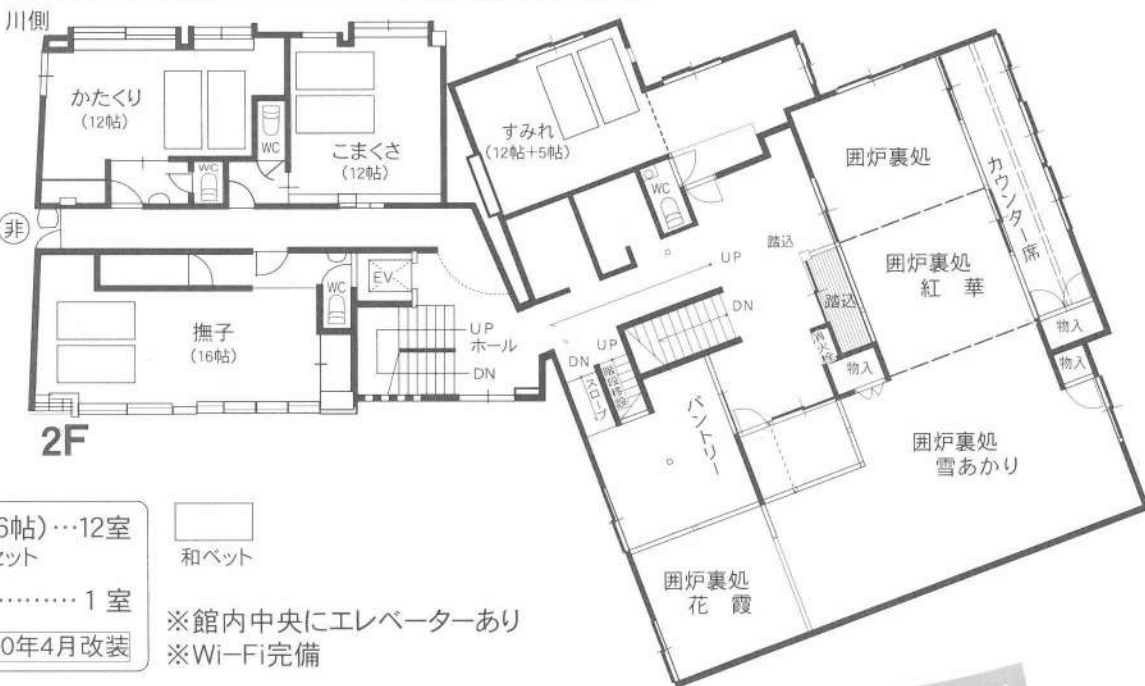 川側
かたくり
(12帖)
WC
WC
こまくさ
(12帖)
すみれ
(12帖+5帖)
WC
囲炉裏処
カウンター席
囲炉裏処
紅 華
踏込
踏込
UP
DN
消火栓
物入
物入
物入
非
撫子
(16帖)
WC
EV
UP
ホール
DN
DN
UP
スロープ
階段移設
パントリー
囲炉裏処
雪あかり
囲炉裏処
花 霞
2F
6帖)…12室
セット
………1室
0年4月改装
和ベット
※館内中央にエレベーターあり
※Wi-Fi完備